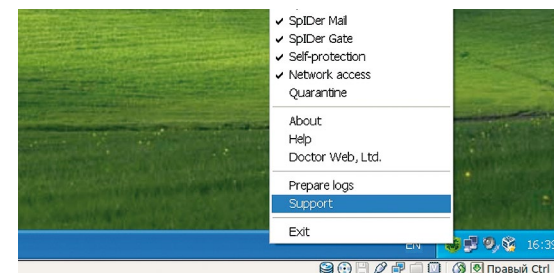 SpIDer Mail
SpIDer Gate
Self-protection
Network access
Quarantine
About
Help
Doctor Web, Ltd.
Prepare logs
Support
Exit
EN 16:39
Правый Ctrl